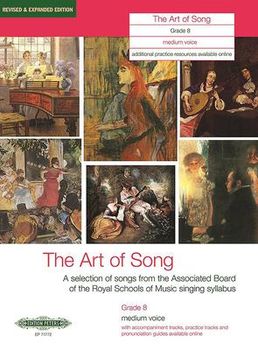 REVISED & EXPANDED EDITION
The Art of Song
Grade 8
medium voice
additional practice resources available online
The Art of Song
A selection of songs from the Associated Board
of the Royal Schools of Music singing syllabus
Grade 8
medium voice
with accompaniment tracks, practice tracks and
pronunciation guides available online
EDITION PETERS